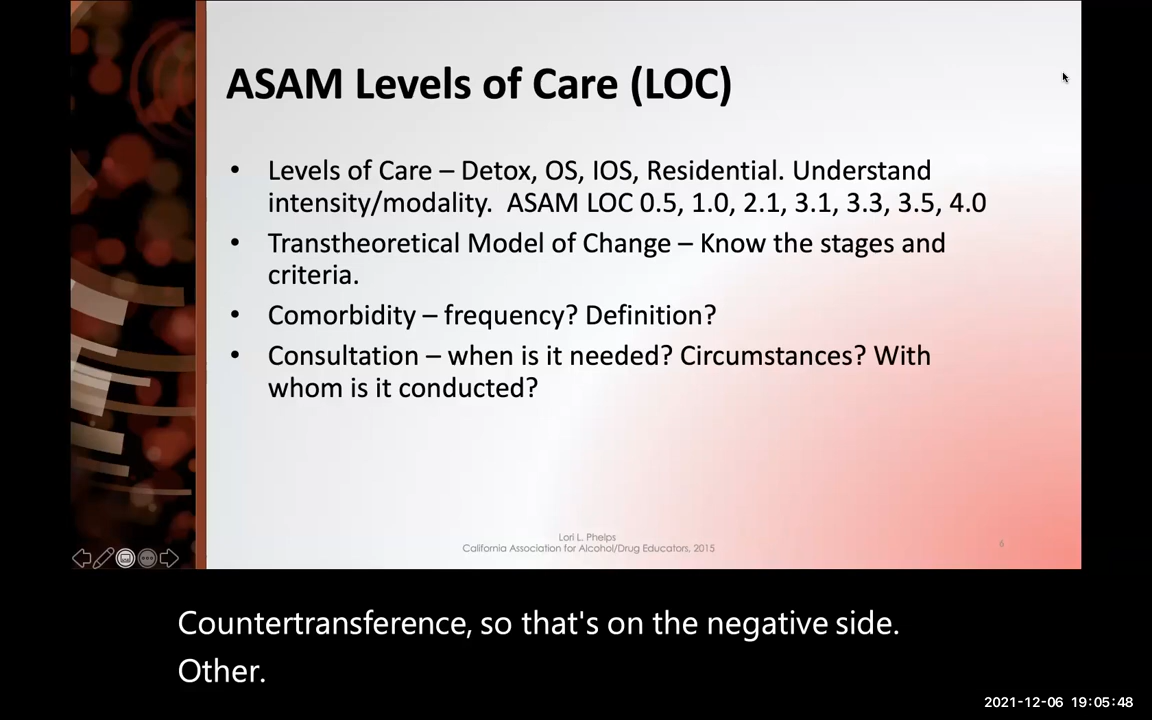 ASAM Levels of Care (LOC)
• Levels of Care – Detox, OS, IOS, Residential. Understand
intensity/modality.  ASAM LOC 0.5, 1.0, 2.1, 3.1, 3.3, 3.5, 4.0
• Transtheoretical Model of Change – Know the stages and
criteria.
• Comorbidity – frequency? Definition?
• Consultation – when is it needed? Circumstances? With
whom is it conducted?
Lori L. Phelps
California Association for Alcohol/Drug Educators, 2015
6
Countertransference, so that's on the negative side.
Other.
2021-12-06 19:05:48